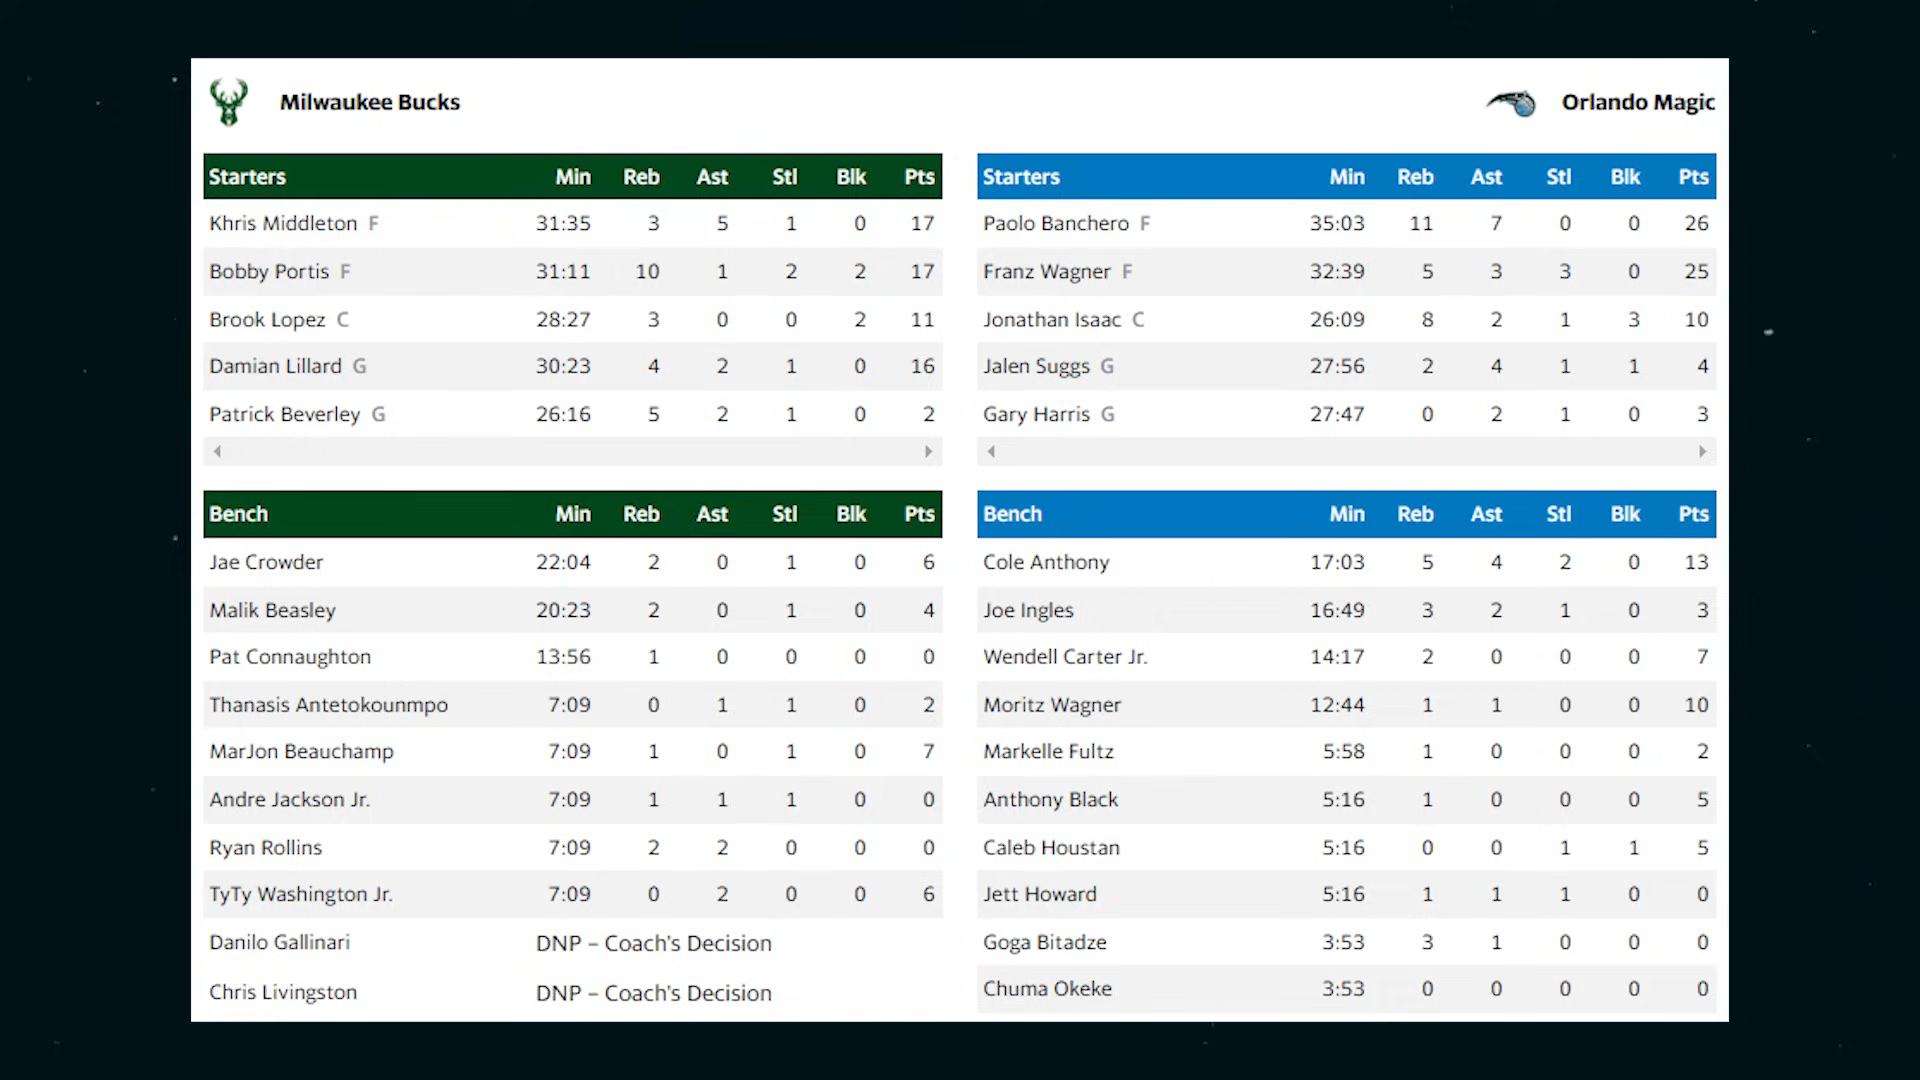 Milwaukee Bucks
Orlando Magic
Starters Min Reb Ast Stl Blk Pts
Khris Middleton F 31:35 3 5 1 0 17
Bobby Portis F 31:11 10 1 2 2 17
Brook Lopez C 28:27 3 0 0 2 11
Damian Lillard G 30:23 4 2 1 0 16
Patrick Beverley G 26:16 5 2 1 0 2
Bench Min Reb Ast Stl Blk Pts
Jae Crowder 22:04 2 0 1 0 6
Malik Beasley 20:23 2 0 1 0 4
Pat Connaughton 13:56 1 0 0 0 0
Thanasis Antetokounmpo 7:09 0 1 1 0 2
MarJon Beauchamp 7:09 1 0 1 0 7
Andre Jackson Jr. 7:09 1 1 1 0 0
Ryan Rollins 7:09 2 2 0 0 0
TyTy Washington Jr. 7:09 0 2 0 0 6
Danilo Gallinari DNP – Coach's Decision
Chris Livingston DNP – Coach's Decision
Starters Min Reb Ast Stl Blk Pts
Paolo Banchero F 35:03 11 7 0 0 26
Franz Wagner F 32:39 5 3 3 0 25
Jonathan Isaac C 26:09 8 2 1 3 10
Jalen Suggs G 27:56 2 4 1 1 4
Gary Harris G 27:47 0 2 1 0 3
Bench Min Reb Ast Stl Blk Pts
Cole Anthony 17:03 5 4 2 0 13
Joe Ingles 16:49 3 2 1 0 3
Wendell Carter Jr. 14:17 2 0 0 0 7
Moritz Wagner 12:44 1 1 0 0 10
Markelle Fultz 5:58 1 0 0 0 2
Anthony Black 5:16 1 0 0 0 5
Caleb Houstan 5:16 0 0 1 1 5
Jett Howard 5:16 1 1 1 0 0
Goga Bitadze 3:53 3 1 0 0 0
Chuma Okeke 3:53 0 0 0 0 0